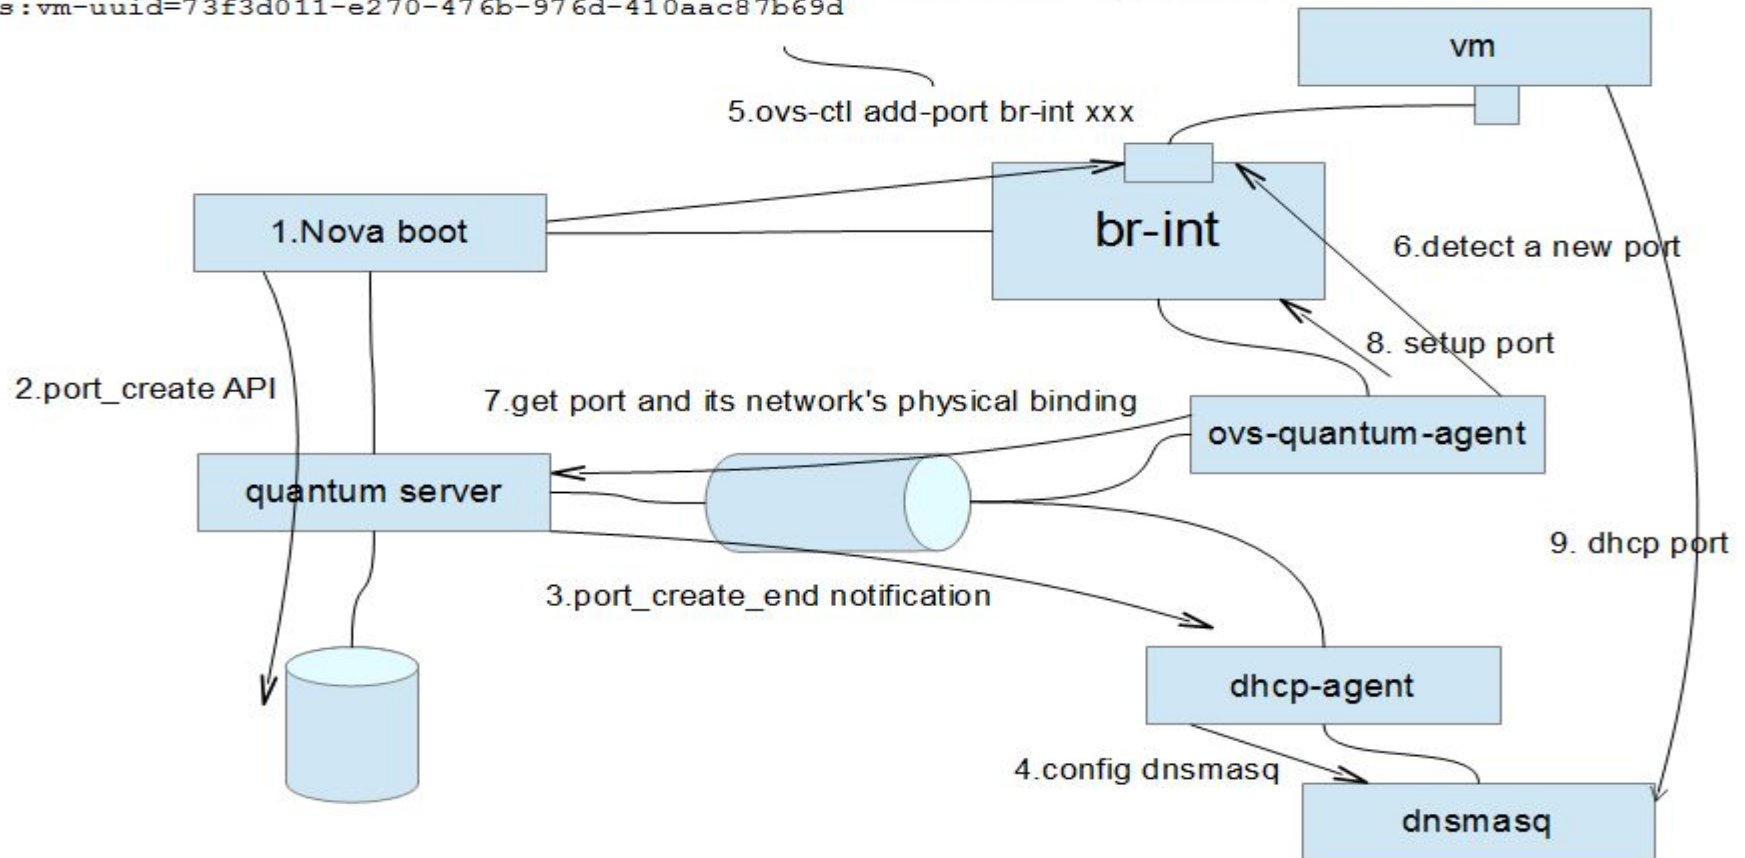 s:vm-uuid=73f3d011-e270-476b-976d-410aac87b69d
vm
5.ovs-ctl add-port br-int xxx
1.Nova boot
br-int
6.detect a new port
8. setup port
2.port_create API
7.get port and its network's physical binding
ovs-quantum-agent
quantum server
9. dhcp port
3.port_create_end notification
dhcp-agent
4.config dnsmasq
dnsmasq